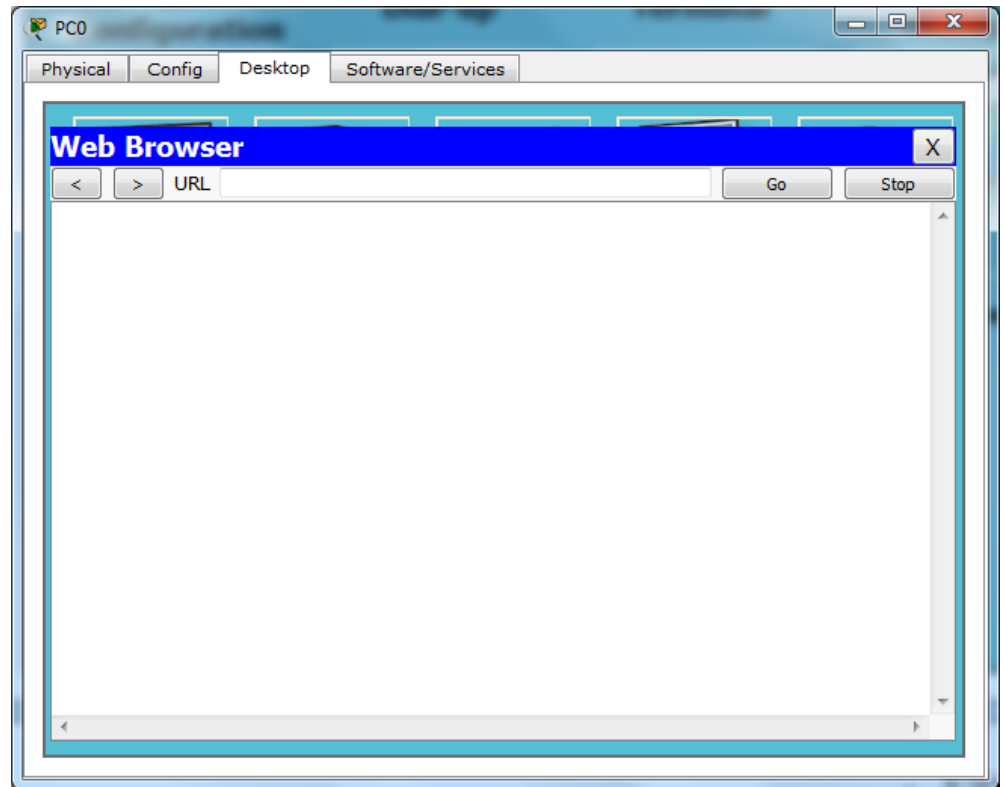 PC0
Physical Config Desktop Software/Services
Web Browser X
< > URL Go Stop